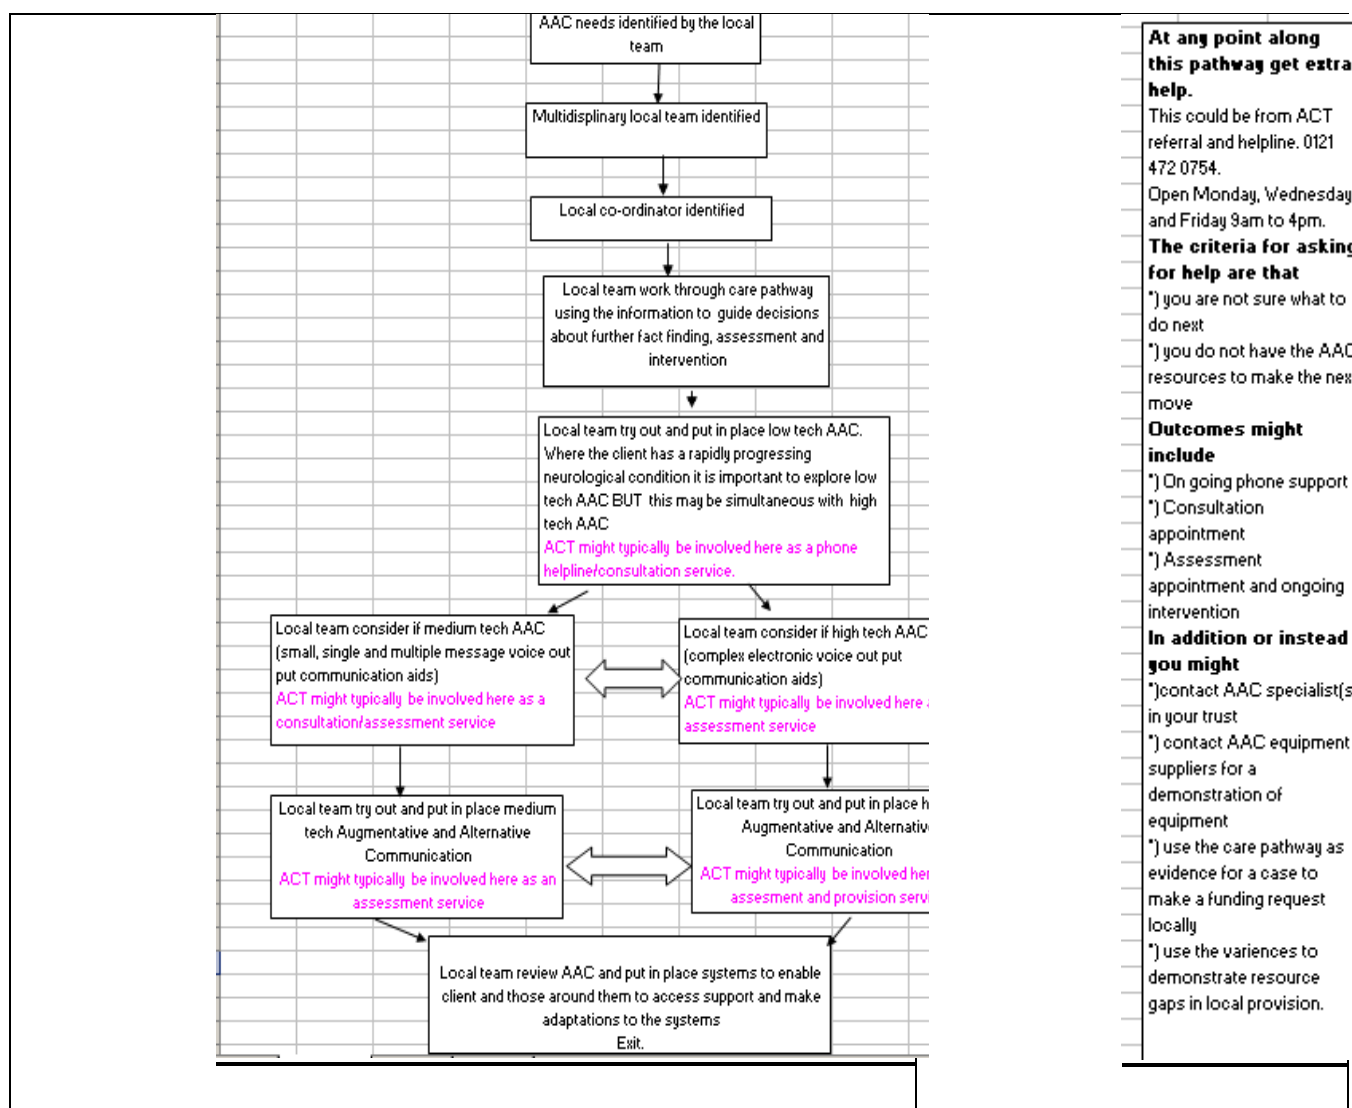 AAC needs identified by the local
team
Multidisplinary local team identified
Local co-ordinator identified
Local team work through care pathway
using the information to guide decisions
about further fact finding, assessment and
intervention
Local team try out and put in place low tech AAC.
Where the client has a rapidly progressing
neurological condition it is important to explore low
tech AAC BUT this may be simultaneous with high
tech AAC
ACT might typically be involved here as a phone
helpline/consultation service.
Local team consider if medium tech AAC
(small, single and multiple message voice out
put communication aids)
ACT might typically be involved here as a
consultation/assessment service
Local team consider if high tech AAC
(complex electronic voice out put
communication aids)
ACT might typically be involved here
assessment service
Local team try out and put in place medium
tech Augmentative and Alternative
Communication
ACT might typically be involved here as an
assessment service
Local team try out and put in place h
Augmentative and Alternativ
Communication
ACT might typically be involved her
assesment and provision servi
Local team review AAC and put in place systems to enable
client and those around them to access support and make
adaptations to the systems
Exit.
At any point along
this pathway get extra
help.
This could be from ACT
referral and helpline. 0121
472 0754.
Open Monday, Wednesday
and Friday 9am to 4pm.
The criteria for asking
for help are that
*) you are not sure what to
do next
*) you do not have the AAC
resources to make the nex
move
Outcomes might
include
*) On going phone support
*) Consultation
appointment
*) Assessment
appointment and ongoing
intervention
In addition or instead
you might
*)contact AAC specialist(s
in your trust
*) contact AAC equipment
suppliers for a
demonstration of
equipment
*) use the care pathway as
evidence for a case to
make a funding request
locally
*) use the variences to
demonstrate resource
gaps in local provision.